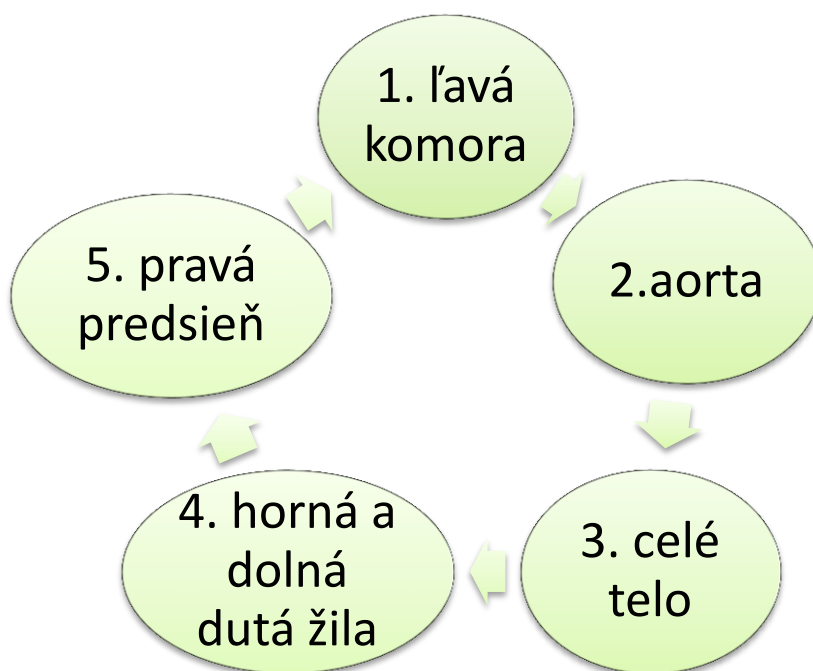 1. ľavá
komora
2.aorta
3. celé
telo
4. horná a
dolná
dutá žila
5. pravá
predsieň